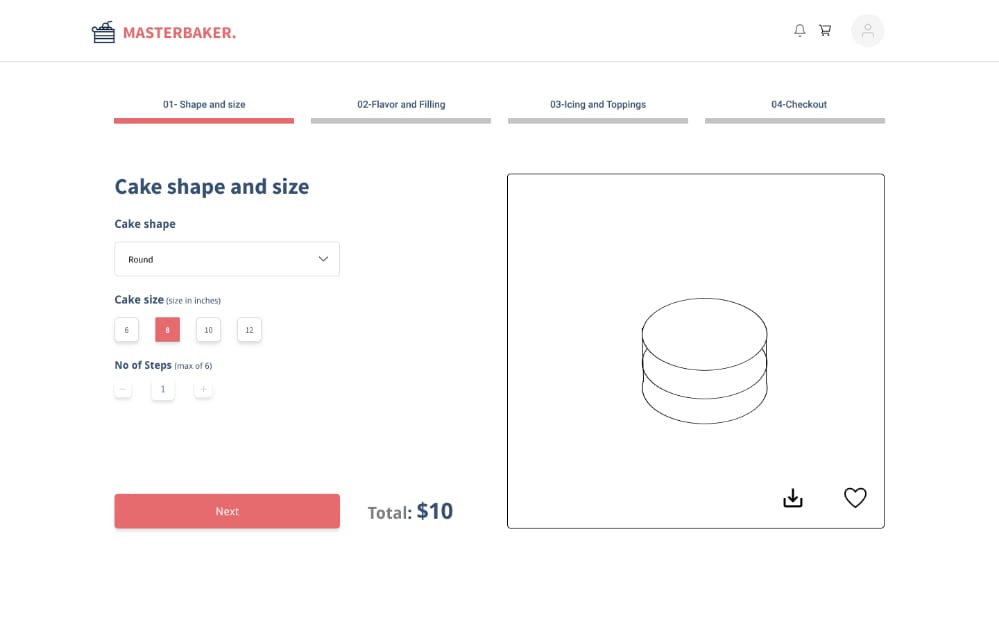 MASTERBAKER.
01- Shape and size
02-Flavor and Filling
03-Icing and Toppings
04-Checkout
Cake shape and size
Cake shape
Round
Cake size (size in inches)
6 8 10 12
No of Steps (max of 6)
− 1 +
Next
Total: $10